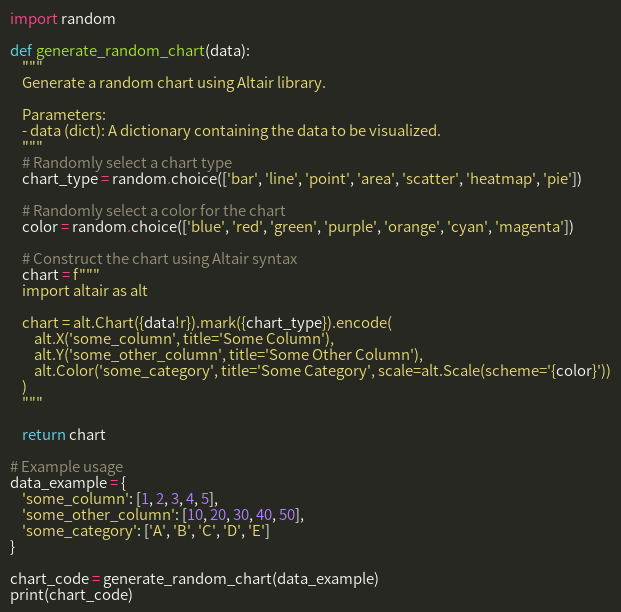 import random

def generate_random_chart(data):
    """
    Generate a random chart using Altair library.

    Parameters:
    - data (dict): A dictionary containing the data to be visualized.
    """
    # Randomly select a chart type
    chart_type = random.choice(['bar', 'line', 'point', 'area', 'scatter', 'heatmap', 'pie'])

    # Randomly select a color for the chart
    color = random.choice(['blue', 'red', 'green', 'purple', 'orange', 'cyan', 'magenta'])

    # Construct the chart using Altair syntax
    chart = f"""
    import altair as alt

    chart = alt.Chart({data!r}).mark({chart_type}).encode(
        alt.X('some_column', title='Some Column'),
        alt.Y('some_other_column', title='Some Other Column'),
        alt.Color('some_category', title='Some Category', scale=alt.Scale(scheme='{color}'))
    )
    """

    return chart

# Example usage
data_example = {
    'some_column': [1, 2, 3, 4, 5],
    'some_other_column': [10, 20, 30, 40, 50],
    'some_category': ['A', 'B', 'C', 'D', 'E']
}

chart_code = generate_random_chart(data_example)
print(chart_code)